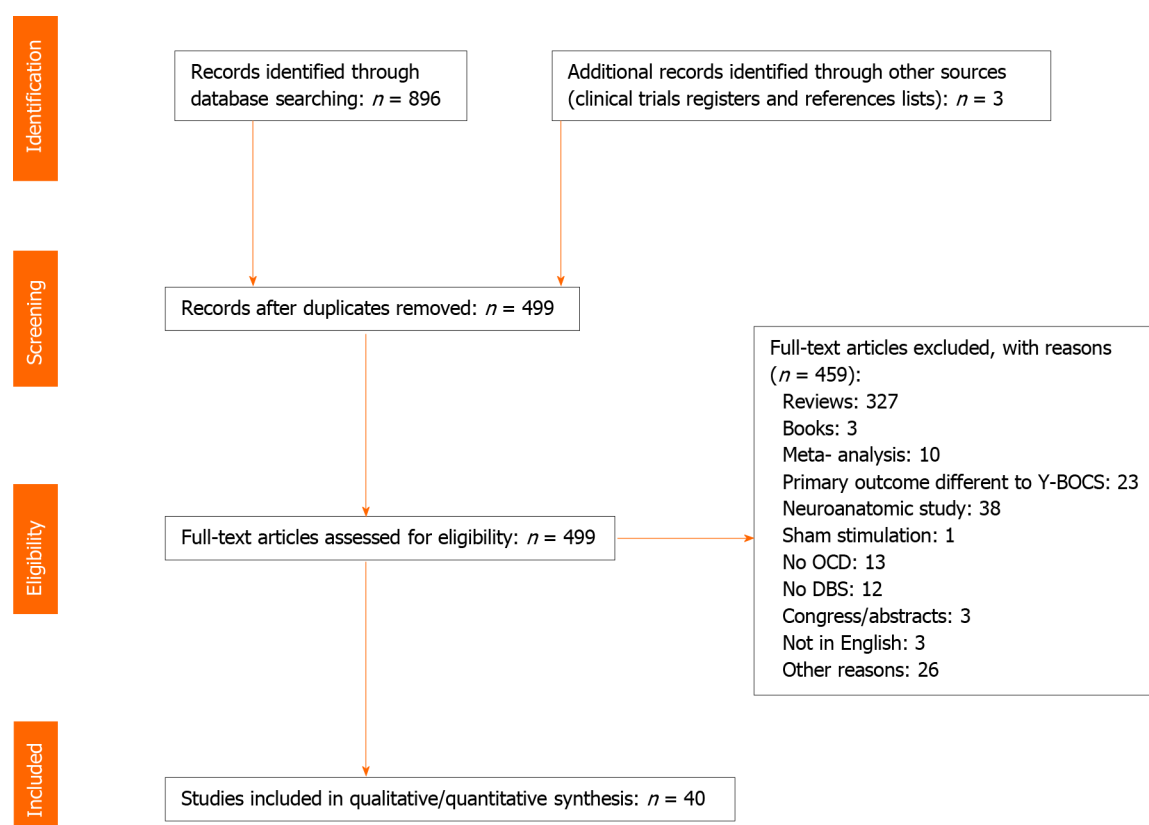 Identification
Records identified through
database searching: n = 896
Additional records identified through other sources
(clinical trials registers and references lists): n = 3
Screening
Records after duplicates removed: n = 499
Full-text articles excluded, with reasons
(n = 459):
Reviews: 327
Books: 3
Meta- analysis: 10
Primary outcome different to Y-BOCS: 23
Neuroanatomic study: 38
Sham stimulation: 1
No OCD: 13
No DBS: 12
Congress/abstracts: 3
Not in English: 3
Other reasons: 26
Eligibility
Full-text articles assessed for eligibility: n = 499
Included
Studies included in qualitative/quantitative synthesis: n = 40